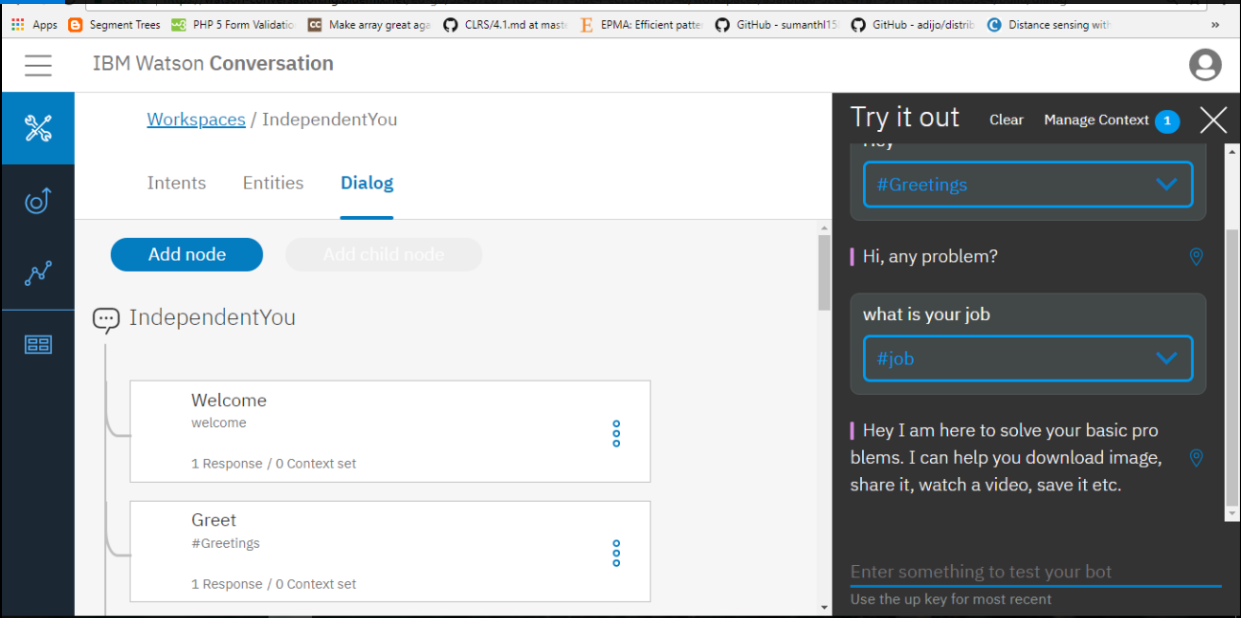 Apps Segment Trees PHP 5 Form Validatio Make array great aga CLRS/4.1.md at maste EPMA: Efficient patte GitHub - sumanthl15 GitHub - adijo/distrib Distance sensing with »
IBM Watson Conversation
Workspaces / IndependentYou
Intents Entities Dialog
Add node Add child node
IndependentYou
Welcome
welcome
1 Response / 0 Context set
Greet
#Greetings
1 Response / 0 Context set
Try it out Clear Manage Context 1
#Greetings
Hi, any problem?
what is your job
#job
Hey I am here to solve your basic pro
blems. I can help you download image,
share it, watch a video, save it etc.
Enter something to test your bot
Use the up key for most recent